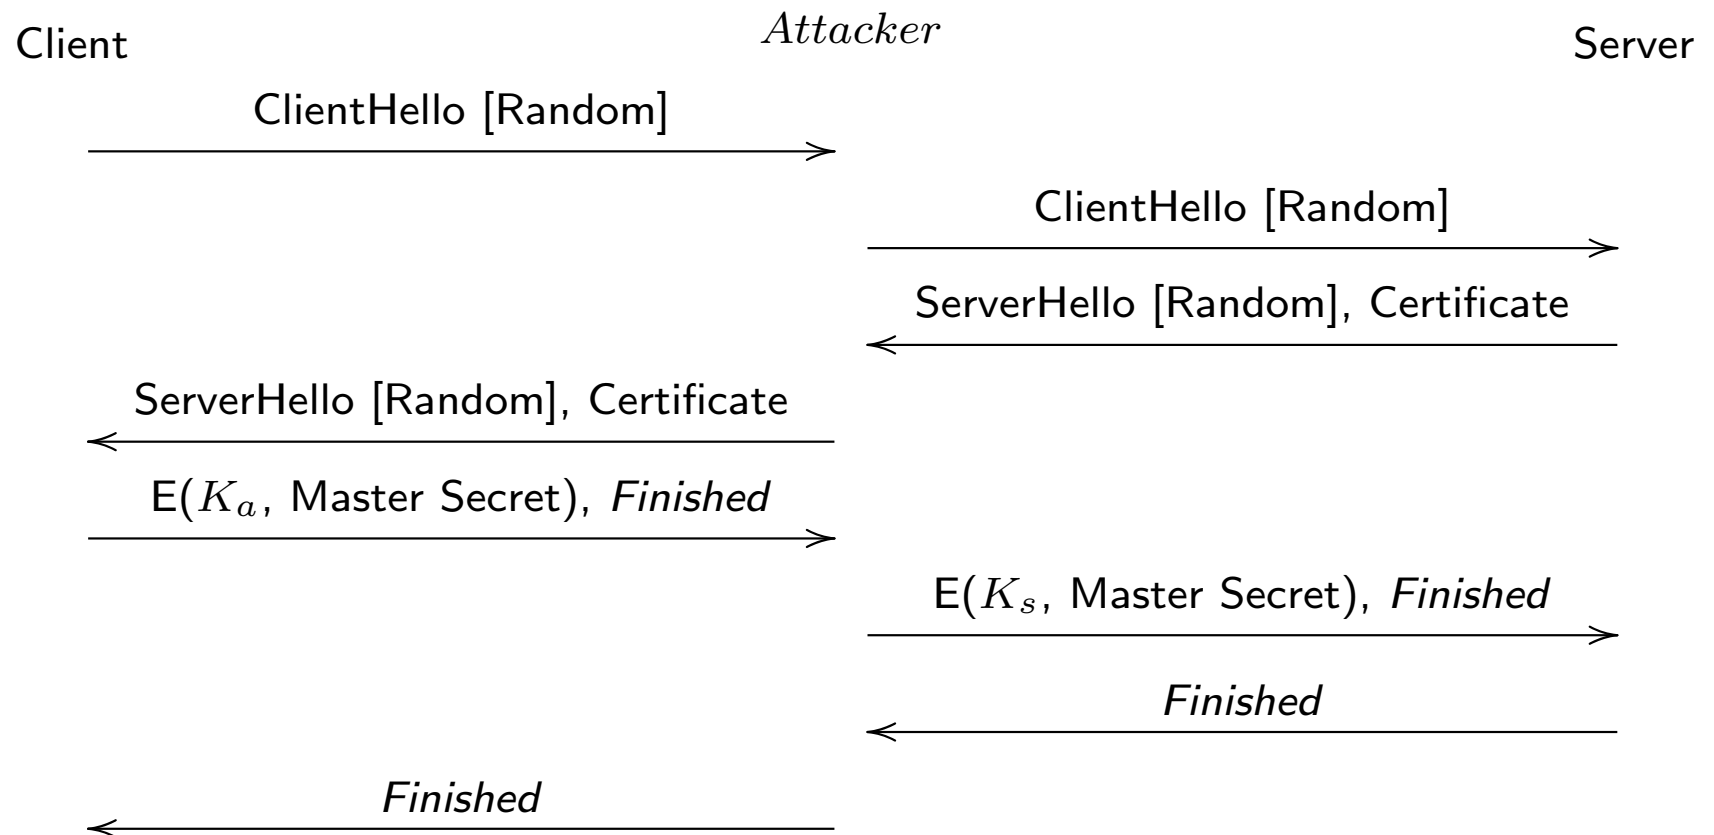 Client
Attacker
Server
ClientHello [Random]
ClientHello [Random]
ServerHello [Random], Certificate
ServerHello [Random], Certificate
E(Kₐ, Master Secret), Finished
E(Kₛ, Master Secret), Finished
Finished
Finished